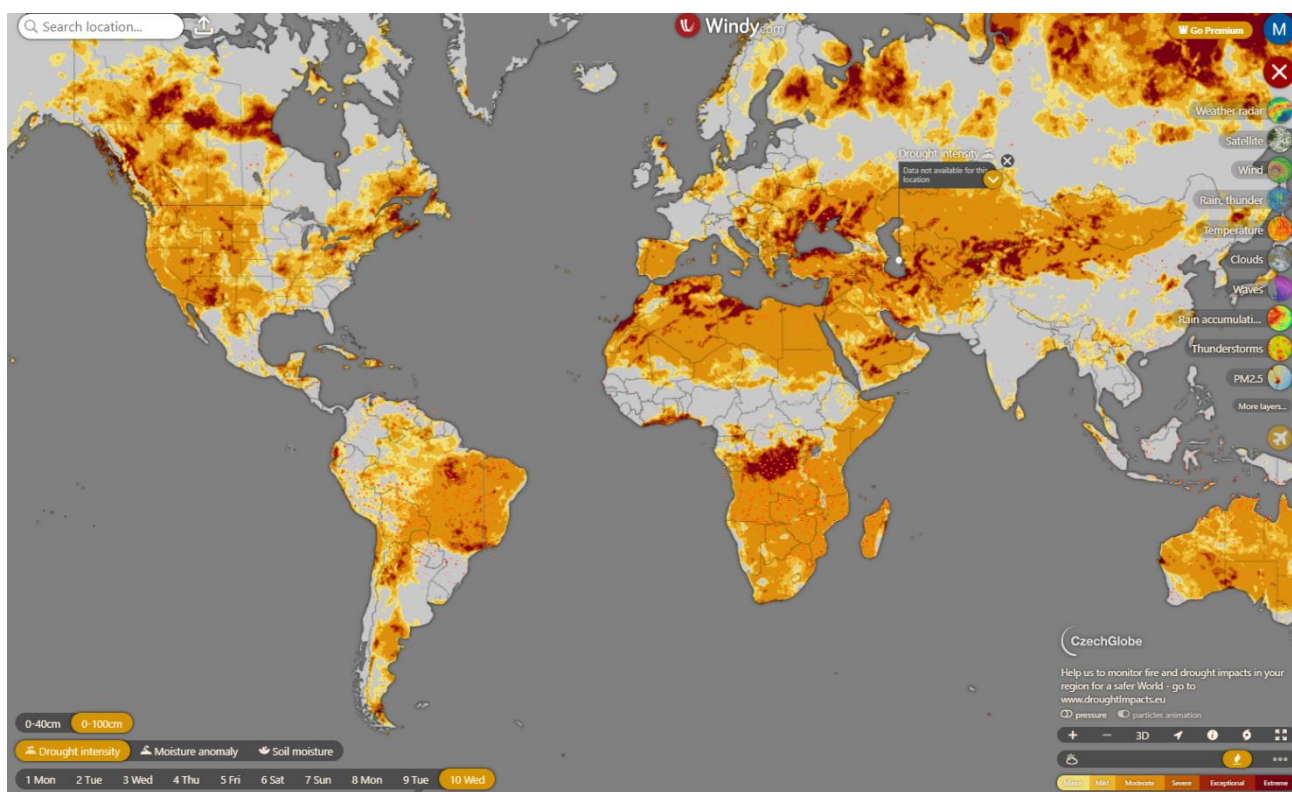 Search location...
Windy.com
Go Premium
M
Weather radar
Satellite
Drought intensity
Data not available for this
location
Wind
Rain, thunder
Temperature
Clouds
Waves
Rain accumulati...
Thunderstorms
PM2.5
More layers...
CzechGlobe
Help us to monitor fire and drought impacts in your
region for a safer World - go to
www.droughtImpacts.eu
pressure particles animation
0-40cm 0-100cm
+ − 3D
Drought intensity Moisture anomaly Soil moisture
1 Mon 2 Tue 3 Wed 4 Thu 5 Fri 6 Sat 7 Sun 8 Mon 9 Tue 10 Wed
Mild Moderate Severe Exceptional Extreme